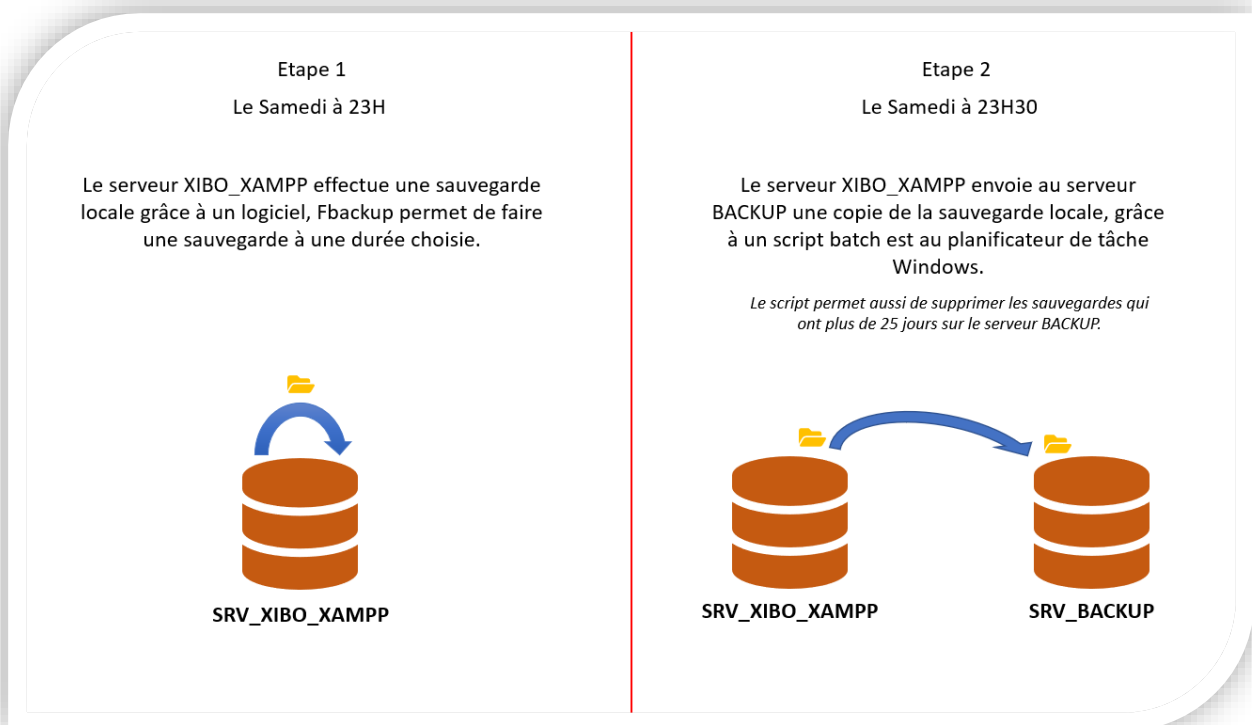 Etape 1
Le Samedi à 23H
Le serveur XIBO_XAMPP effectue une sauvegarde
locale grâce à un logiciel, Fbackup permet de faire
une sauvegarde à une durée choisie.
SRV_XIBO_XAMPP
Etape 2
Le Samedi à 23H30
Le serveur XIBO_XAMPP envoie au serveur
BACKUP une copie de la sauvegarde locale, grâce
à un script batch est au planificateur de tâche
Windows.
Le script permet aussi de supprimer les sauvegardes qui
ont plus de 25 jours sur le serveur BACKUP.
SRV_XIBO_XAMPP
SRV_BACKUP